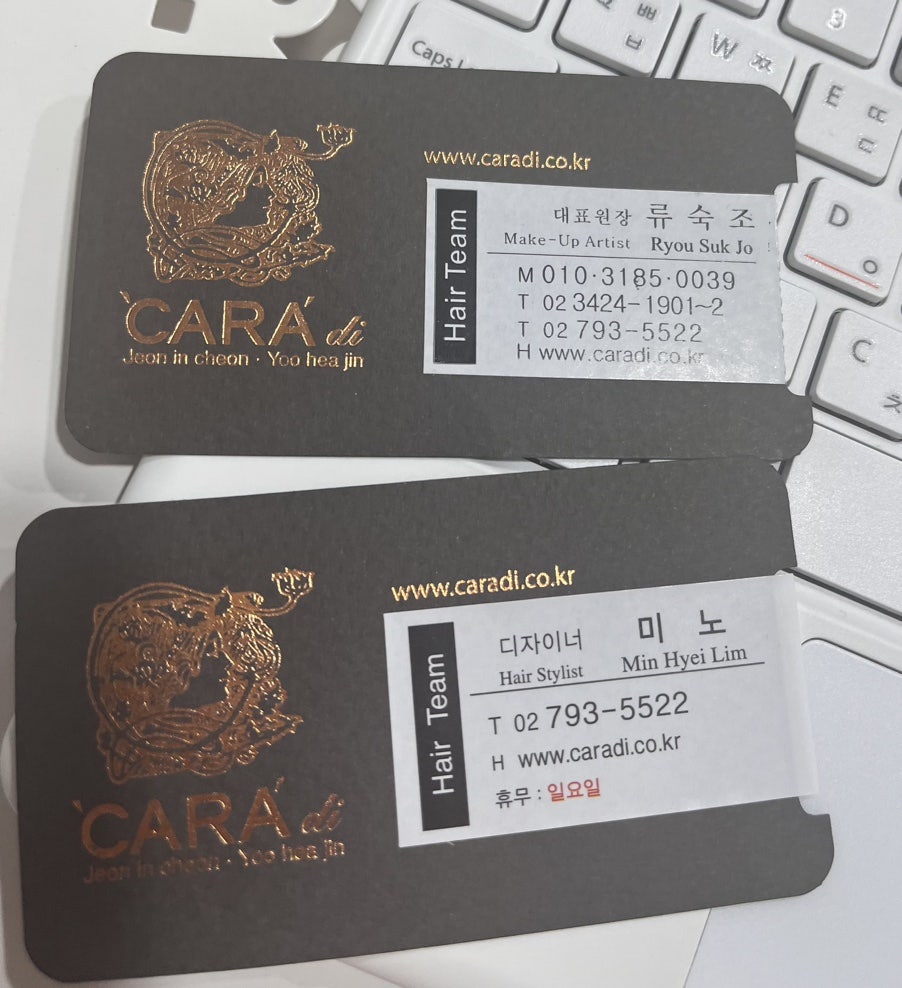 Caps L
ㅃ
ㅂ
W ㅉ
3
E ㄸ
ㄷ
D
ㅇ
C
ㅊ
www.caradi.co.kr
Hair Team
대표원장 류 숙 조
Make-Up Artist Ryou Suk Jo
M 010·3185·0039
T 02 3424-1901~2
T 02 793-5522
H www.caradi.co.kr
'CARA' di
Jeon in cheon · Yoo hea jin
www.caradi.co.kr
Hair Team
디자이너 미 노
Hair Stylist Min Hyei Lim
T 02 793-5522
H www.caradi.co.kr
휴무 : 일요일
'CARA' di
Jeon in cheon · Yoo hea jin